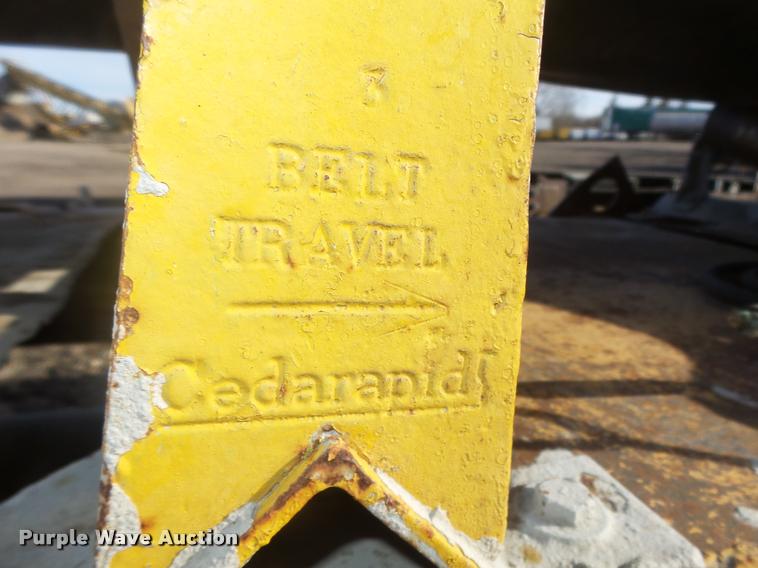 3
BELT
TRAVEL
Cedarapids
Purple Wave Auction